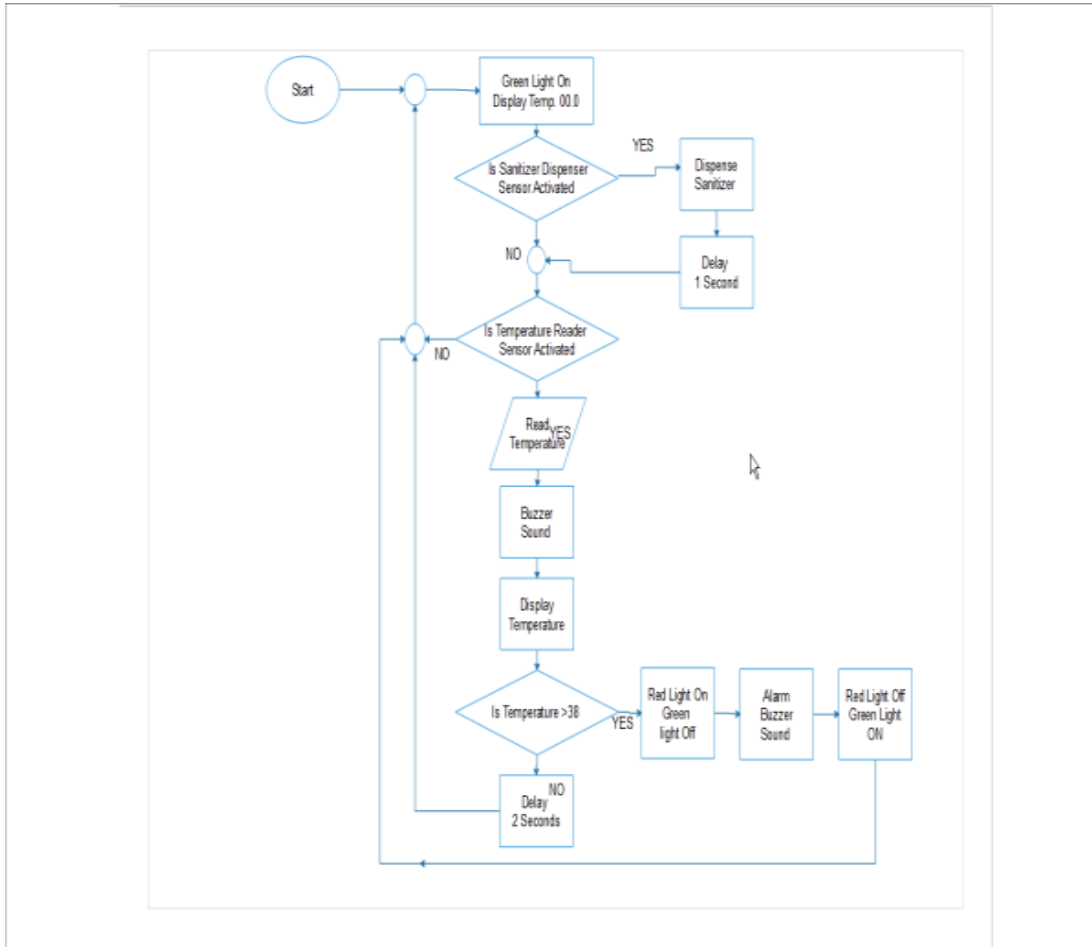 Start
Green Light On
Display Temp. 00.0
YES
Is Sanitizer Dispenser
Sensor Activated
Dispense
Sanitizer
NO
Delay
1 Second
Is Temperature Reader
Sensor Activated
NO
Read
YES
Temperature
Buzzer
Sound
Display
Temperature
Is Temperature >38
YES
Red Light On
Green
light Off
Alarm
Buzzer
Sound
Red Light Off
Green Light
ON
NO
Delay
2 Seconds